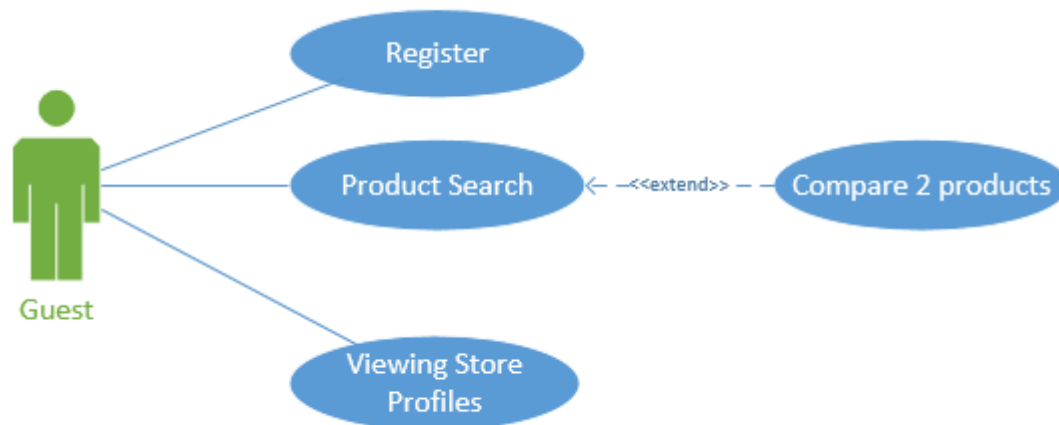 Register
Product Search
<<extend>>
Compare 2 products
Guest
Viewing Store
Profiles